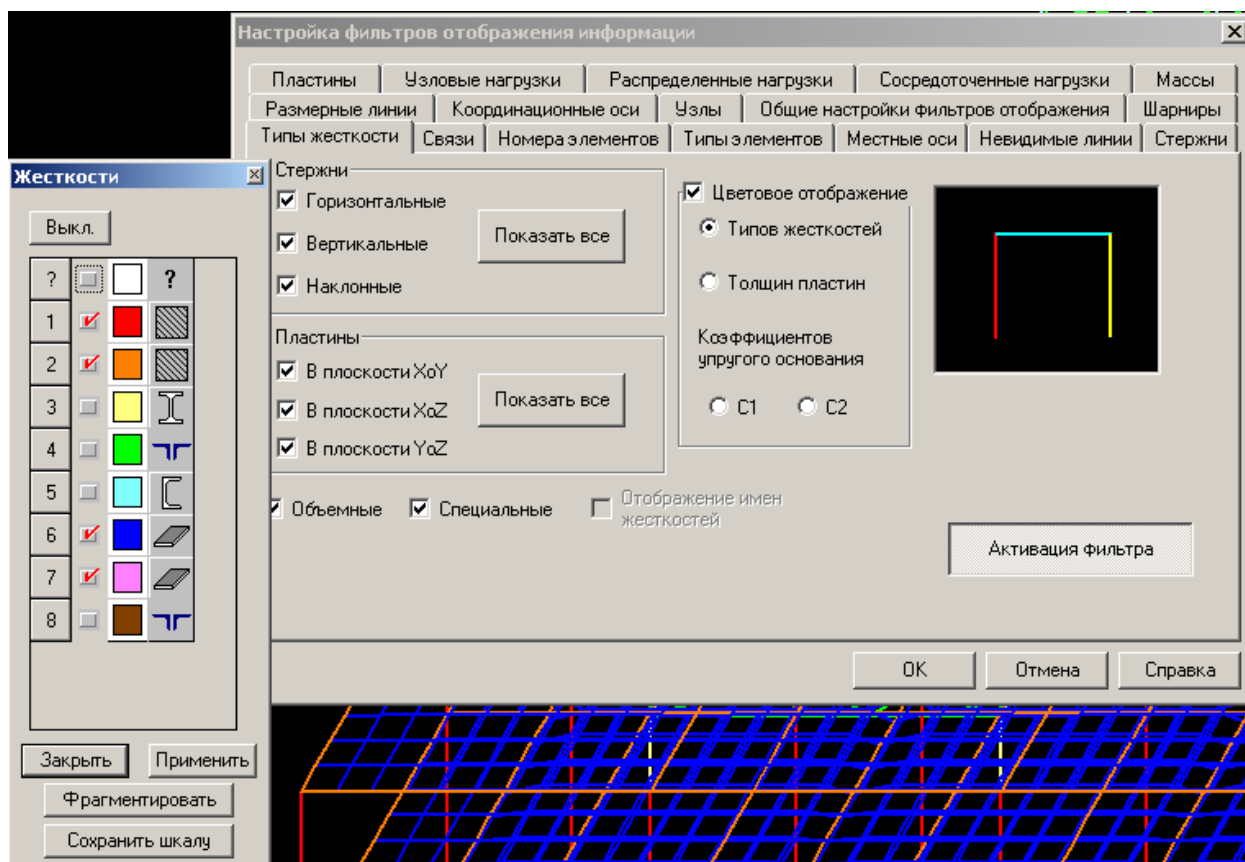 Настройка фильтров отображения информации
Пластины Узловые нагрузки Распределенные нагрузки Сосредоточенные нагрузки Массы
Размерные линии Координационные оси Узлы Общие настройки фильтров отображения Шарниры
Типы жесткости Связи Номера элементов Типы элементов Местные оси Невидимые линии Стержни
Стержни
Горизонтальные
Вертикальные
Наклонные
Показать все
Пластины
В плоскости XoY
В плоскости XoZ
В плоскости YoZ
Показать все
Цветовое отображение
Типов жесткостей
Толщин пластин
Коэффициентов
упругого основания
C1 C2
Объемные Специальные Отображение имен
жесткостей
Активация фильтра
ОК Отмена Справка
Жесткости
Выкл.
? ?
1
2
3
4
5
6
7
8
Закрыть Применить
Фрагментировать
Сохранить шкалу